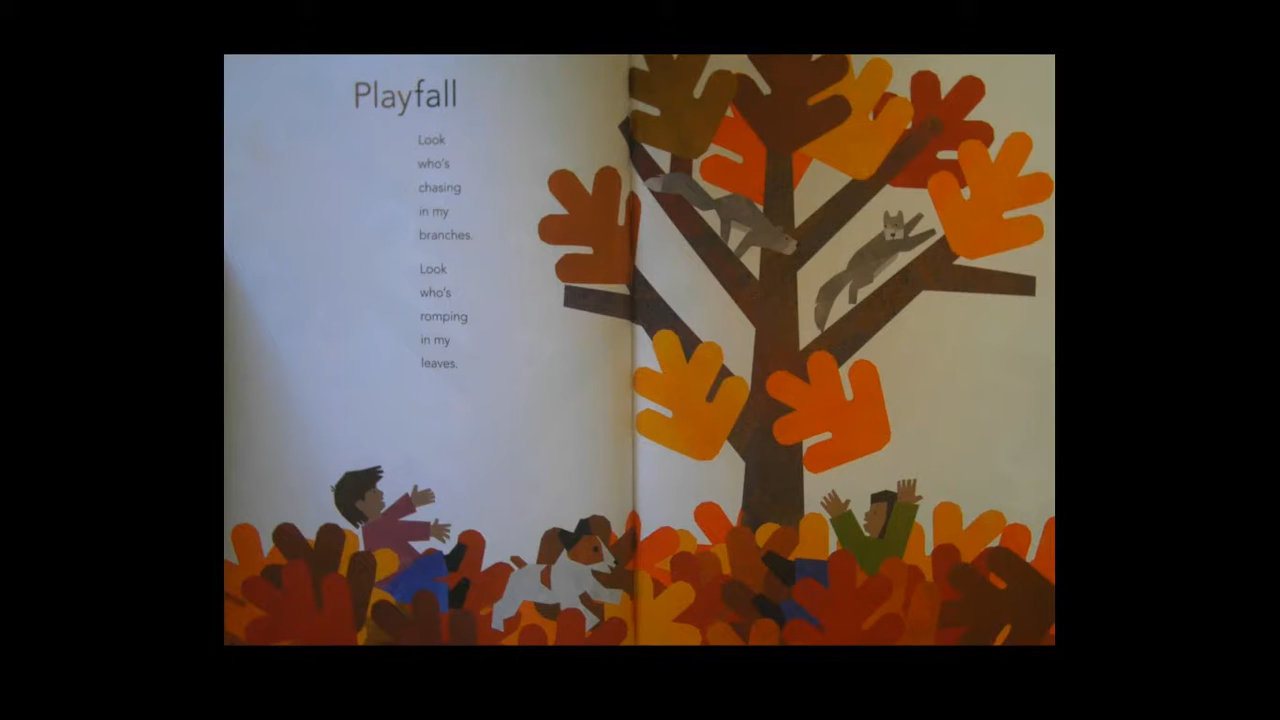 Playfall
Look
who's
chasing
in my
branches.
Look
who's
romping
in my
leaves.